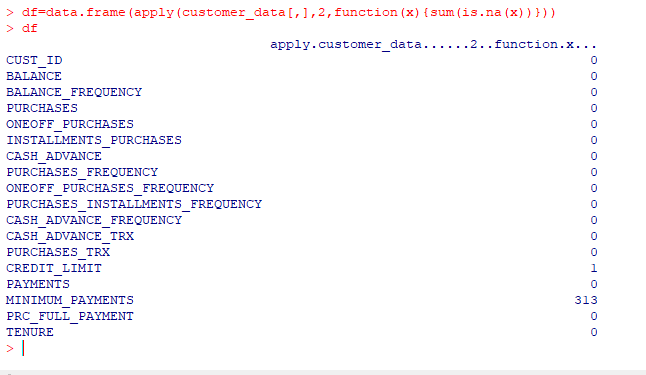 > df=data.frame(apply(customer_data[,],2,function(x){sum(is.na(x))}))
> df
apply.customer_data......2..function.x...
CUST_ID 0
BALANCE 0
BALANCE_FREQUENCY 0
PURCHASES 0
ONEOFF_PURCHASES 0
INSTALLMENTS_PURCHASES 0
CASH_ADVANCE 0
PURCHASES_FREQUENCY 0
ONEOFF_PURCHASES_FREQUENCY 0
PURCHASES_INSTALLMENTS_FREQUENCY 0
CASH_ADVANCE_FREQUENCY 0
CASH_ADVANCE_TRX 0
PURCHASES_TRX 0
CREDIT_LIMIT 1
PAYMENTS 0
MINIMUM_PAYMENTS 313
PRC_FULL_PAYMENT 0
TENURE 0
>